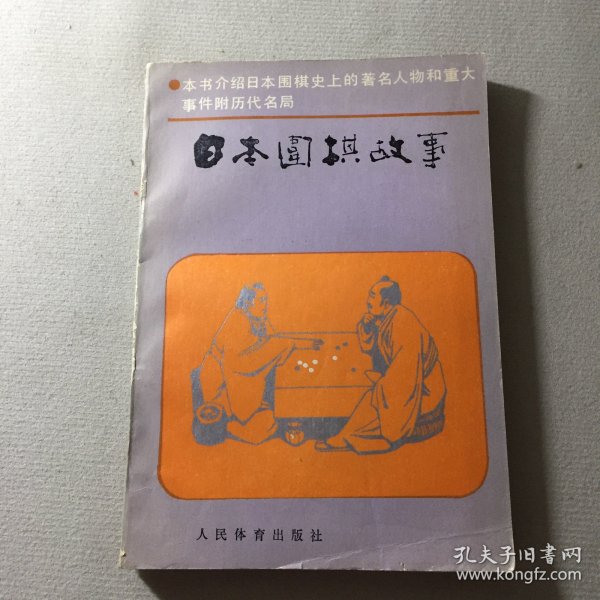 ●本书介绍日本围棋史上的著名人物和重大
事件附历代名局
日本圍棋故事
人民体育出版社
孔夫子旧书网
www.kongfz.com